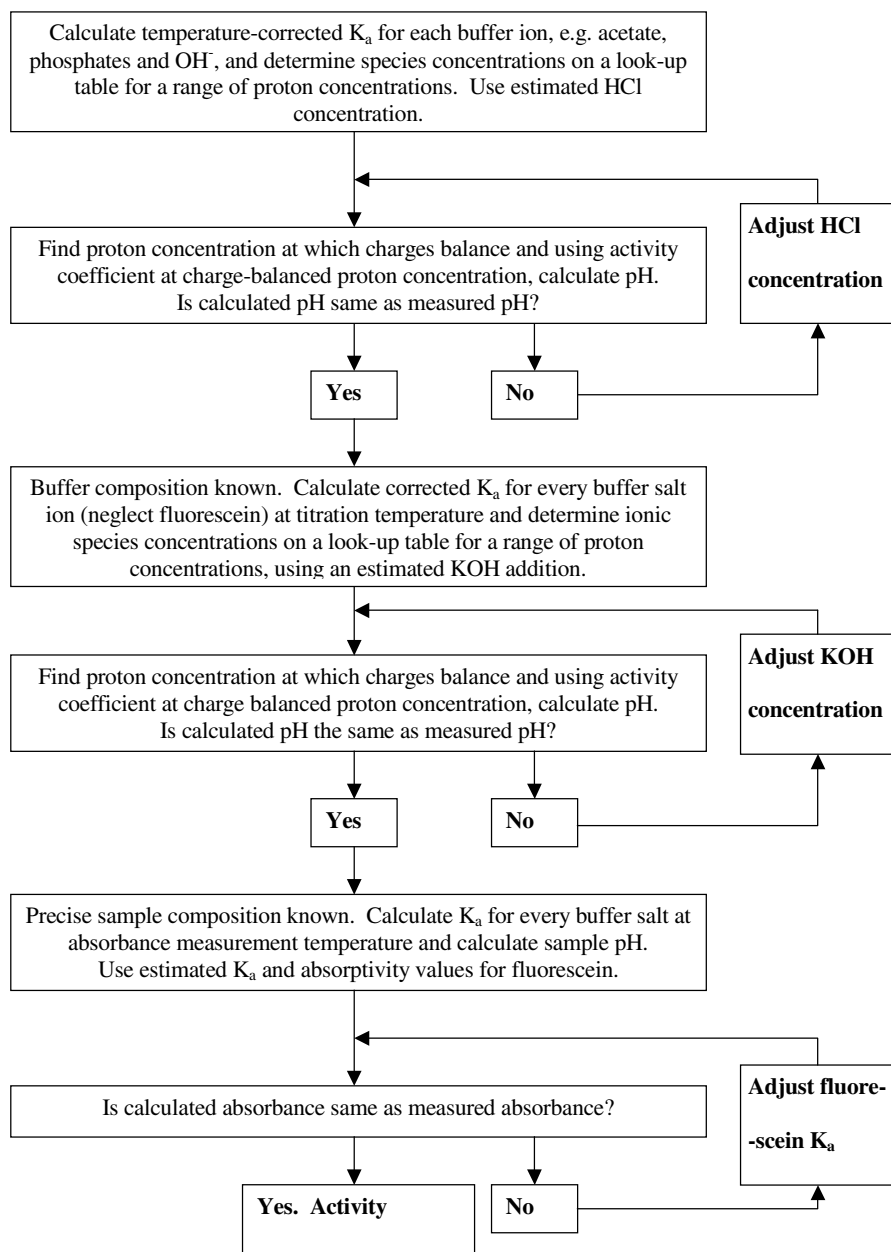 Calculate temperature-corrected Ka for each buffer ion, e.g. acetate,
phosphates and OH-, and determine species concentrations on a look-up
table for a range of proton concentrations. Use estimated HCl
concentration.
Adjust HCl
concentration
Find proton concentration at which charges balance and using activity
coefficient at charge-balanced proton concentration, calculate pH.
Is calculated pH same as measured pH?
Yes
No
Buffer composition known. Calculate corrected Ka for every buffer salt
ion (neglect fluorescein) at titration temperature and determine ionic
species concentrations on a look-up table for a range of proton
concentrations, using an estimated KOH addition.
Adjust KOH
concentration
Find proton concentration at which charges balance and using activity
coefficient at charge balanced proton concentration, calculate pH.
Is calculated pH the same as measured pH?
Yes
No
Precise sample composition known. Calculate Ka for every buffer salt at
absorbance measurement temperature and calculate sample pH.
Use estimated Ka and absorptivity values for fluorescein.
Adjust fluore-
-scein Ka
Is calculated absorbance same as measured absorbance?
Yes. Activity
No